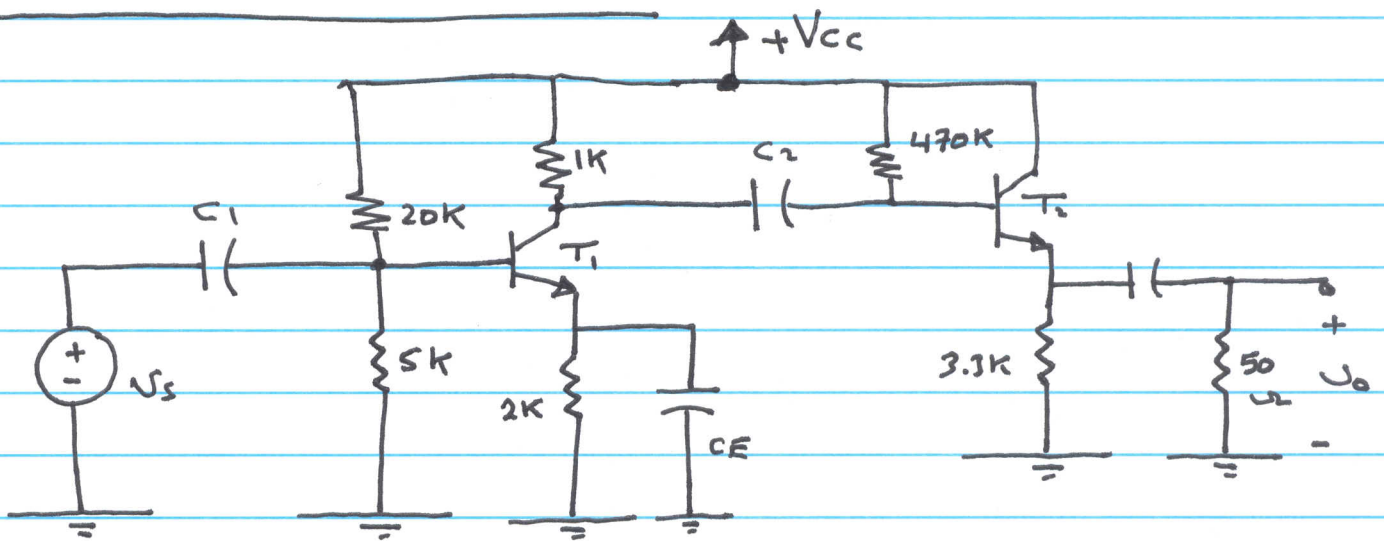 +Vcc
470K
1K
C2
T2
C1
20K
T1
+
+
-
5K
Vs
2K
CE
3.3K
50
Ω
Vo
-